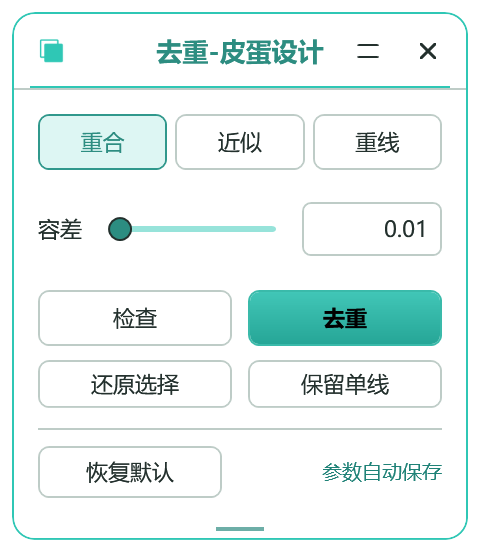 去重-皮蛋设计
重合 近似 重线
容差 0.01
检查 去重
还原选择 保留单线
恢复默认 参数自动保存